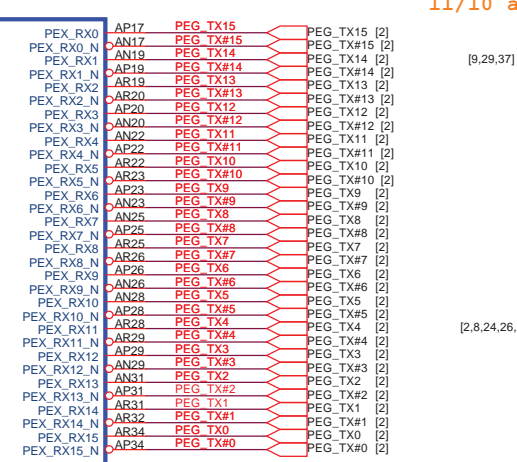 11/10 a
PEX_RX0 AP17 PEG_TX15 PEG_TX15 [2]
PEX_RX0_N AN17 PEG_TX#15 PEG_TX#15 [2]
PEX_RX1 AN19 PEG_TX14 PEG_TX14 [2] [9,29,37]
PEX_RX1_N AP19 PEG_TX#14 PEG_TX#14 [2]
PEX_RX2 AR19 PEG_TX13 PEG_TX13 [2]
PEX_RX2_N AR20 PEG_TX#13 PEG_TX#13 [2]
PEX_RX3 AP20 PEG_TX12 PEG_TX12 [2]
PEX_RX3_N AN20 PEG_TX#12 PEG_TX#12 [2]
PEX_RX4 AN22 PEG_TX11 PEG_TX11 [2]
PEX_RX4_N AP22 PEG_TX#11 PEG_TX#11 [2]
PEX_RX5 AR22 PEG_TX10 PEG_TX10 [2]
PEX_RX5_N AR23 PEG_TX#10 PEG_TX#10 [2]
PEX_RX6 AP23 PEG_TX9 PEG_TX9 [2]
PEX_RX6_N AN23 PEG_TX#9 PEG_TX#9 [2]
PEX_RX7 AN25 PEG_TX8 PEG_TX8 [2]
PEX_RX7_N AP25 PEG_TX#8 PEG_TX#8 [2]
PEX_RX8 AR25 PEG_TX7 PEG_TX7 [2]
PEX_RX8_N AR26 PEG_TX#7 PEG_TX#7 [2]
PEX_RX9 AP26 PEG_TX6 PEG_TX6 [2]
PEX_RX9_N AN26 PEG_TX#6 PEG_TX#6 [2]
PEX_RX10 AN28 PEG_TX5 PEG_TX5 [2]
PEX_RX10_N AP28 PEG_TX#5 PEG_TX#5 [2]
PEX_RX11 AR28 PEG_TX4 PEG_TX4 [2] [2,8,24,26,
PEX_RX11_N AR29 PEG_TX#4 PEG_TX#4 [2]
PEX_RX12 AP29 PEG_TX3 PEG_TX3 [2]
PEX_RX12_N AN29 PEG_TX#3 PEG_TX#3 [2]
PEX_RX13 AN31 PEG_TX2 PEG_TX2 [2]
PEX_RX13_N AP31 PEG_TX#2 PEG_TX#2 [2]
PEX_RX14 AR31 PEG_TX1 PEG_TX1 [2]
PEX_RX14_N AR32 PEG_TX#1 PEG_TX#1 [2]
PEX_RX15 AR34 PEG_TX0 PEG_TX0 [2]
PEX_RX15_N AP34 PEG_TX#0 PEG_TX#0 [2]